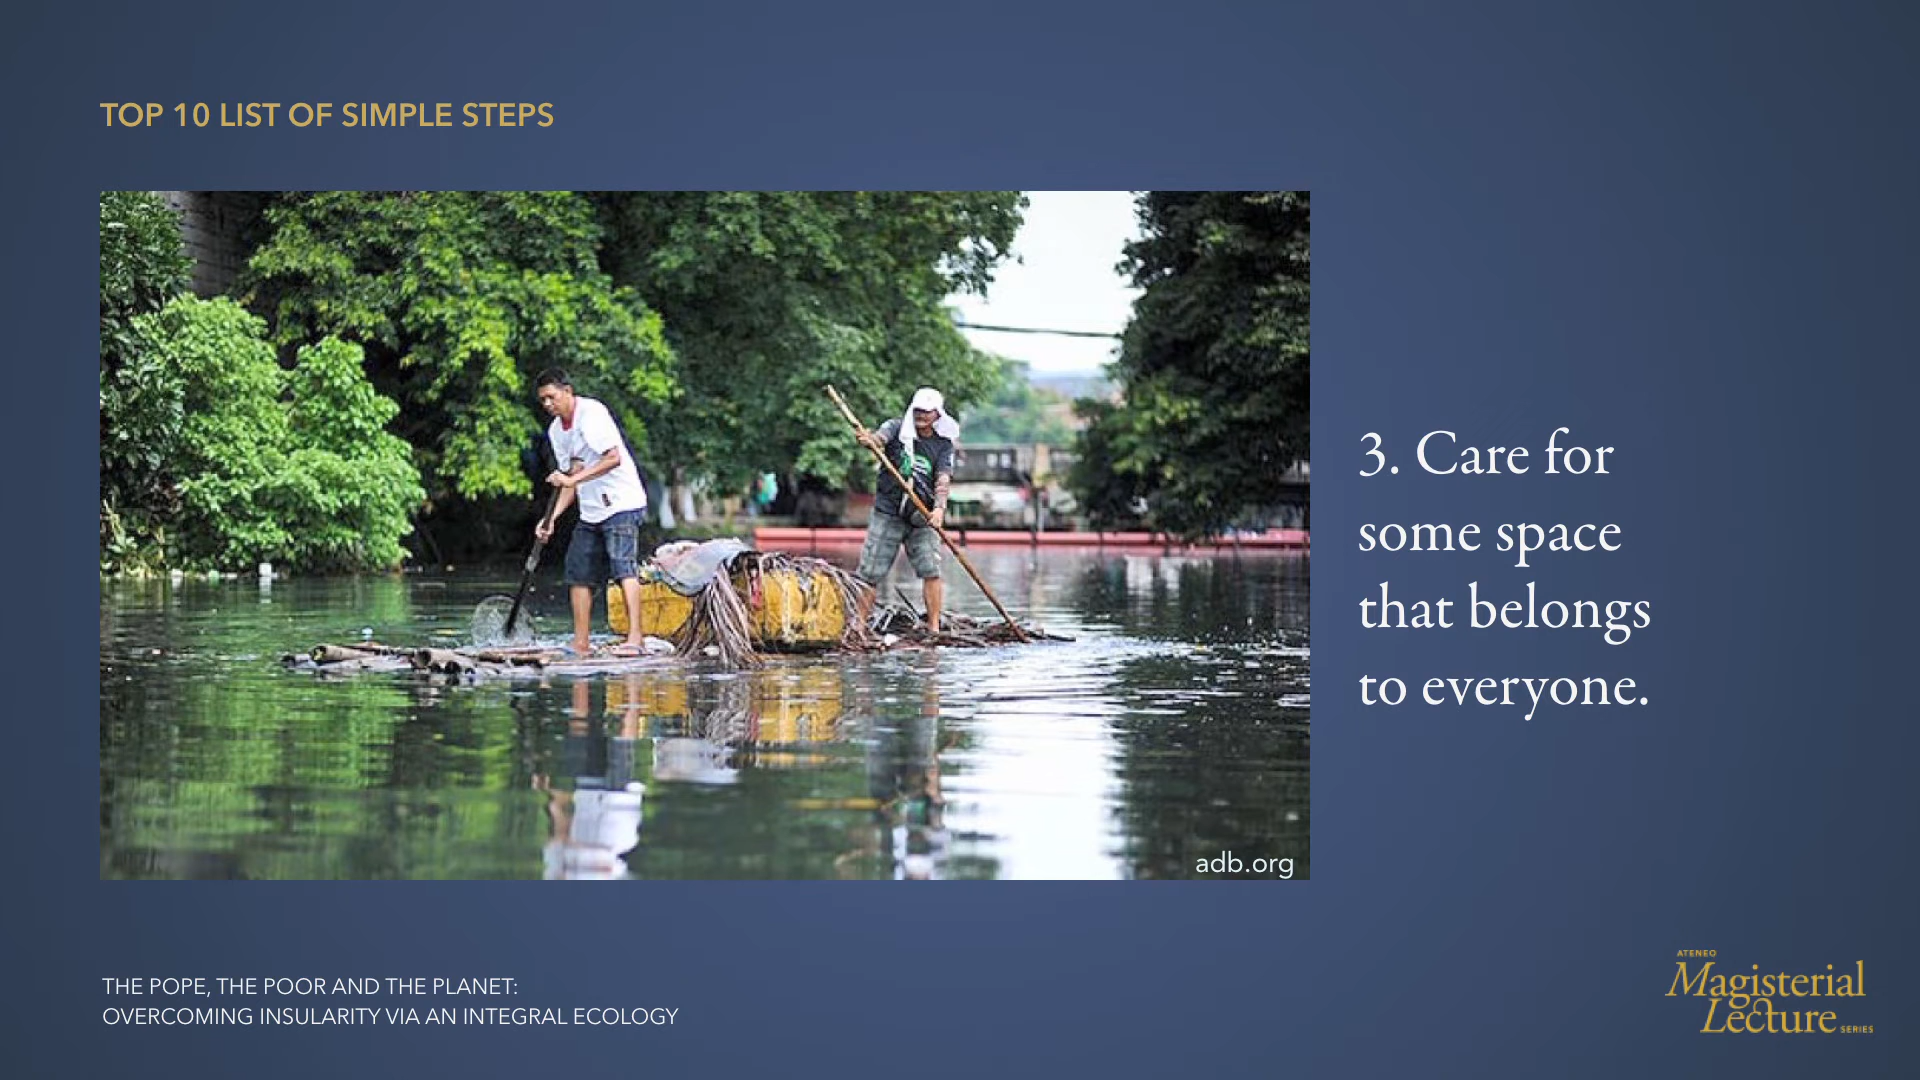 TOP 10 LIST OF SIMPLE STEPS
3. Care for
some space
that belongs
to everyone.
adb.org
THE POPE, THE POOR AND THE PLANET:
OVERCOMING INSULARITY VIA AN INTEGRAL ECOLOGY
ATENEO
Magisterial
Lecture SERIES